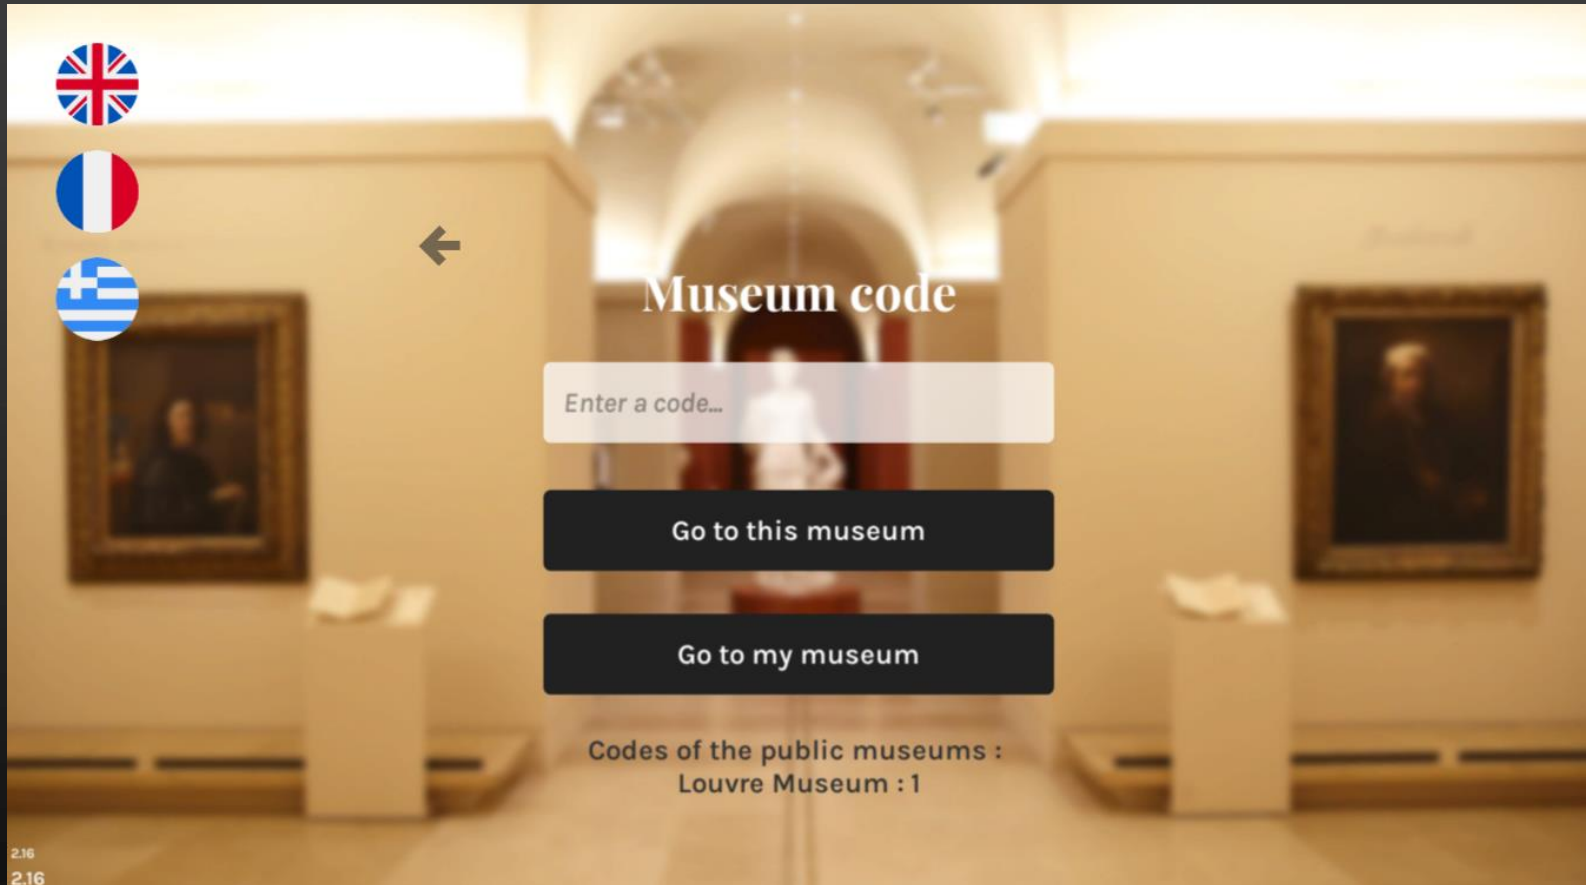 Museum code
Enter a code...
Go to this museum
Go to my museum
Codes of the public museums :
Louvre Museum : 1
2.16
2.16